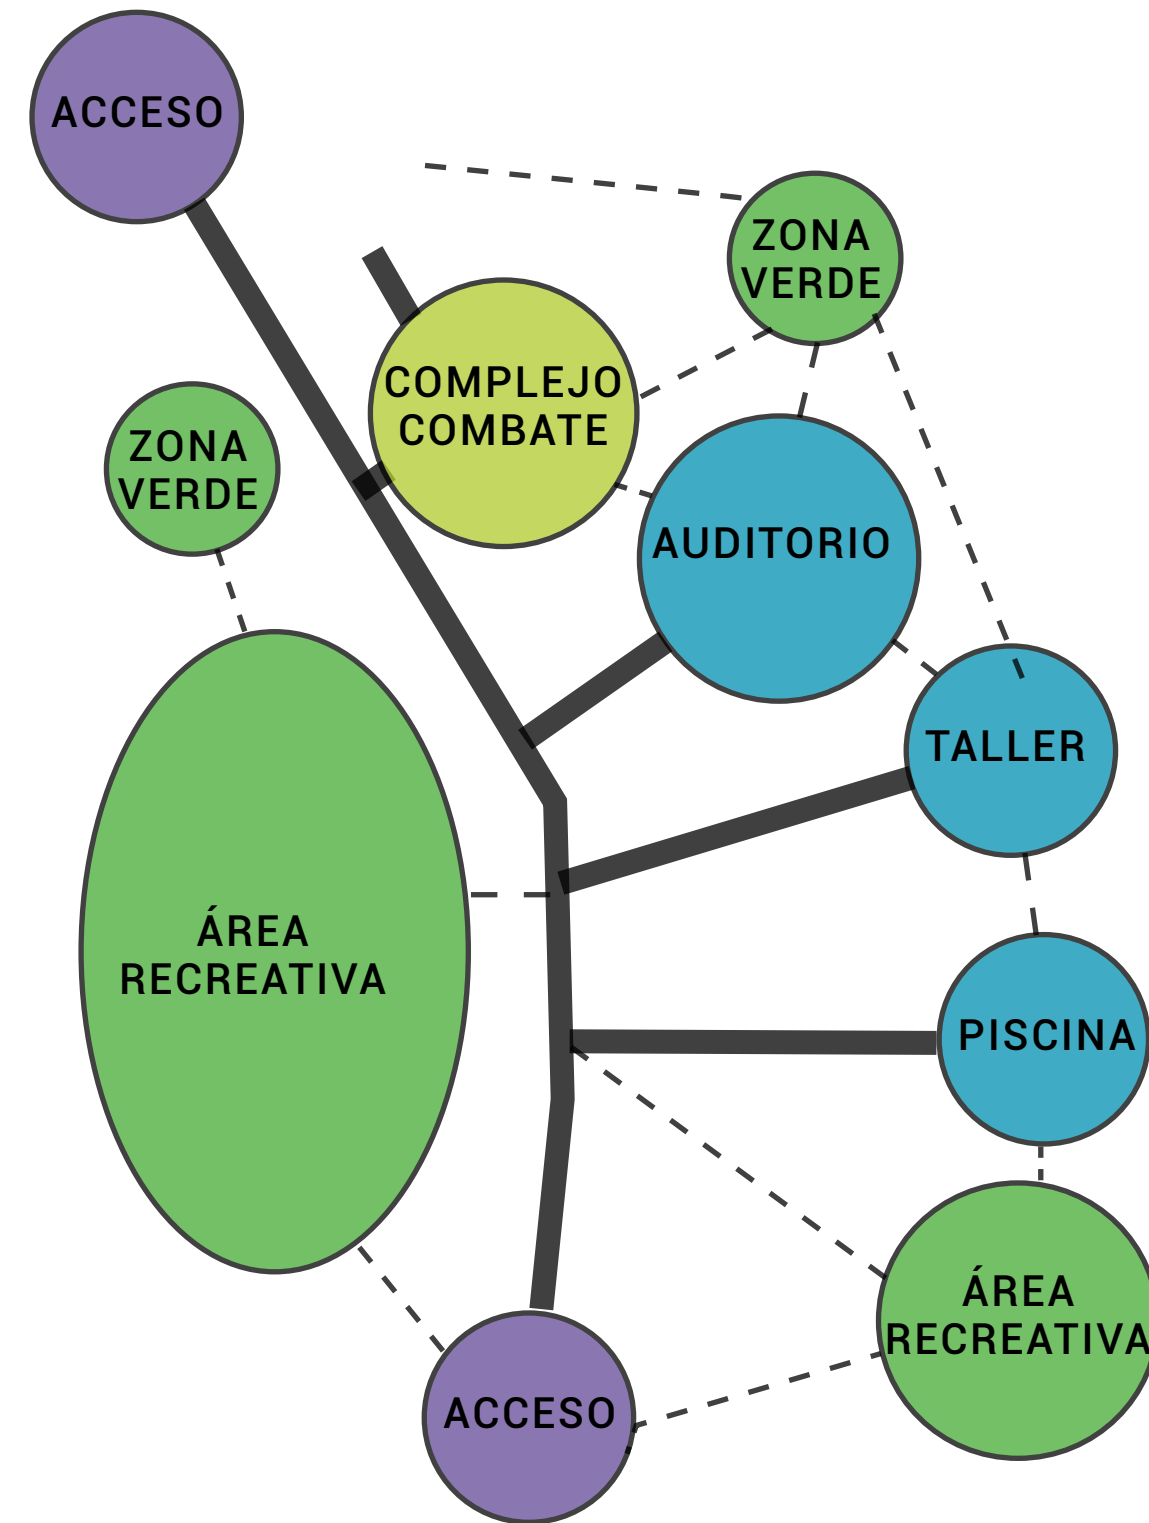 ACCESO
ZONA
VERDE
COMPLEJO
COMBATE
ZONA
VERDE
AUDITORIO
TALLER
ÁREA
RECREATIVA
PISCINA
ÁREA
RECREATIVA
ACCESO